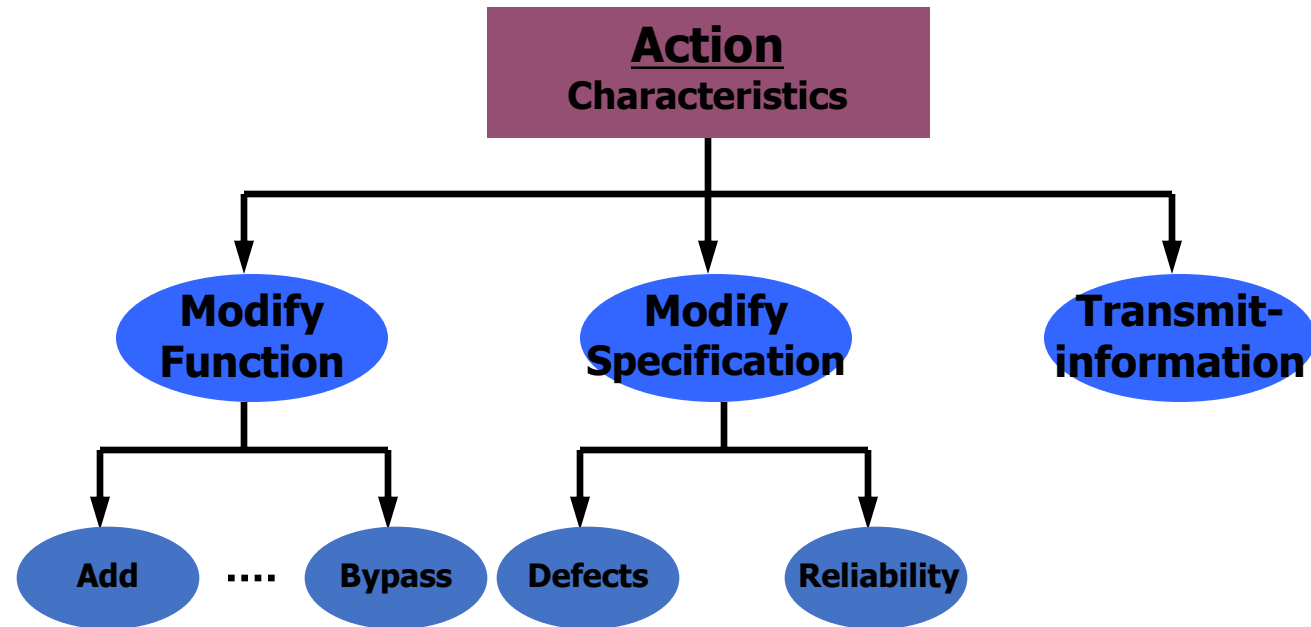 Action
Characteristics
Modify
Function
Modify
Specification
Transmit-
information
Add
....
Bypass
Defects
Reliability